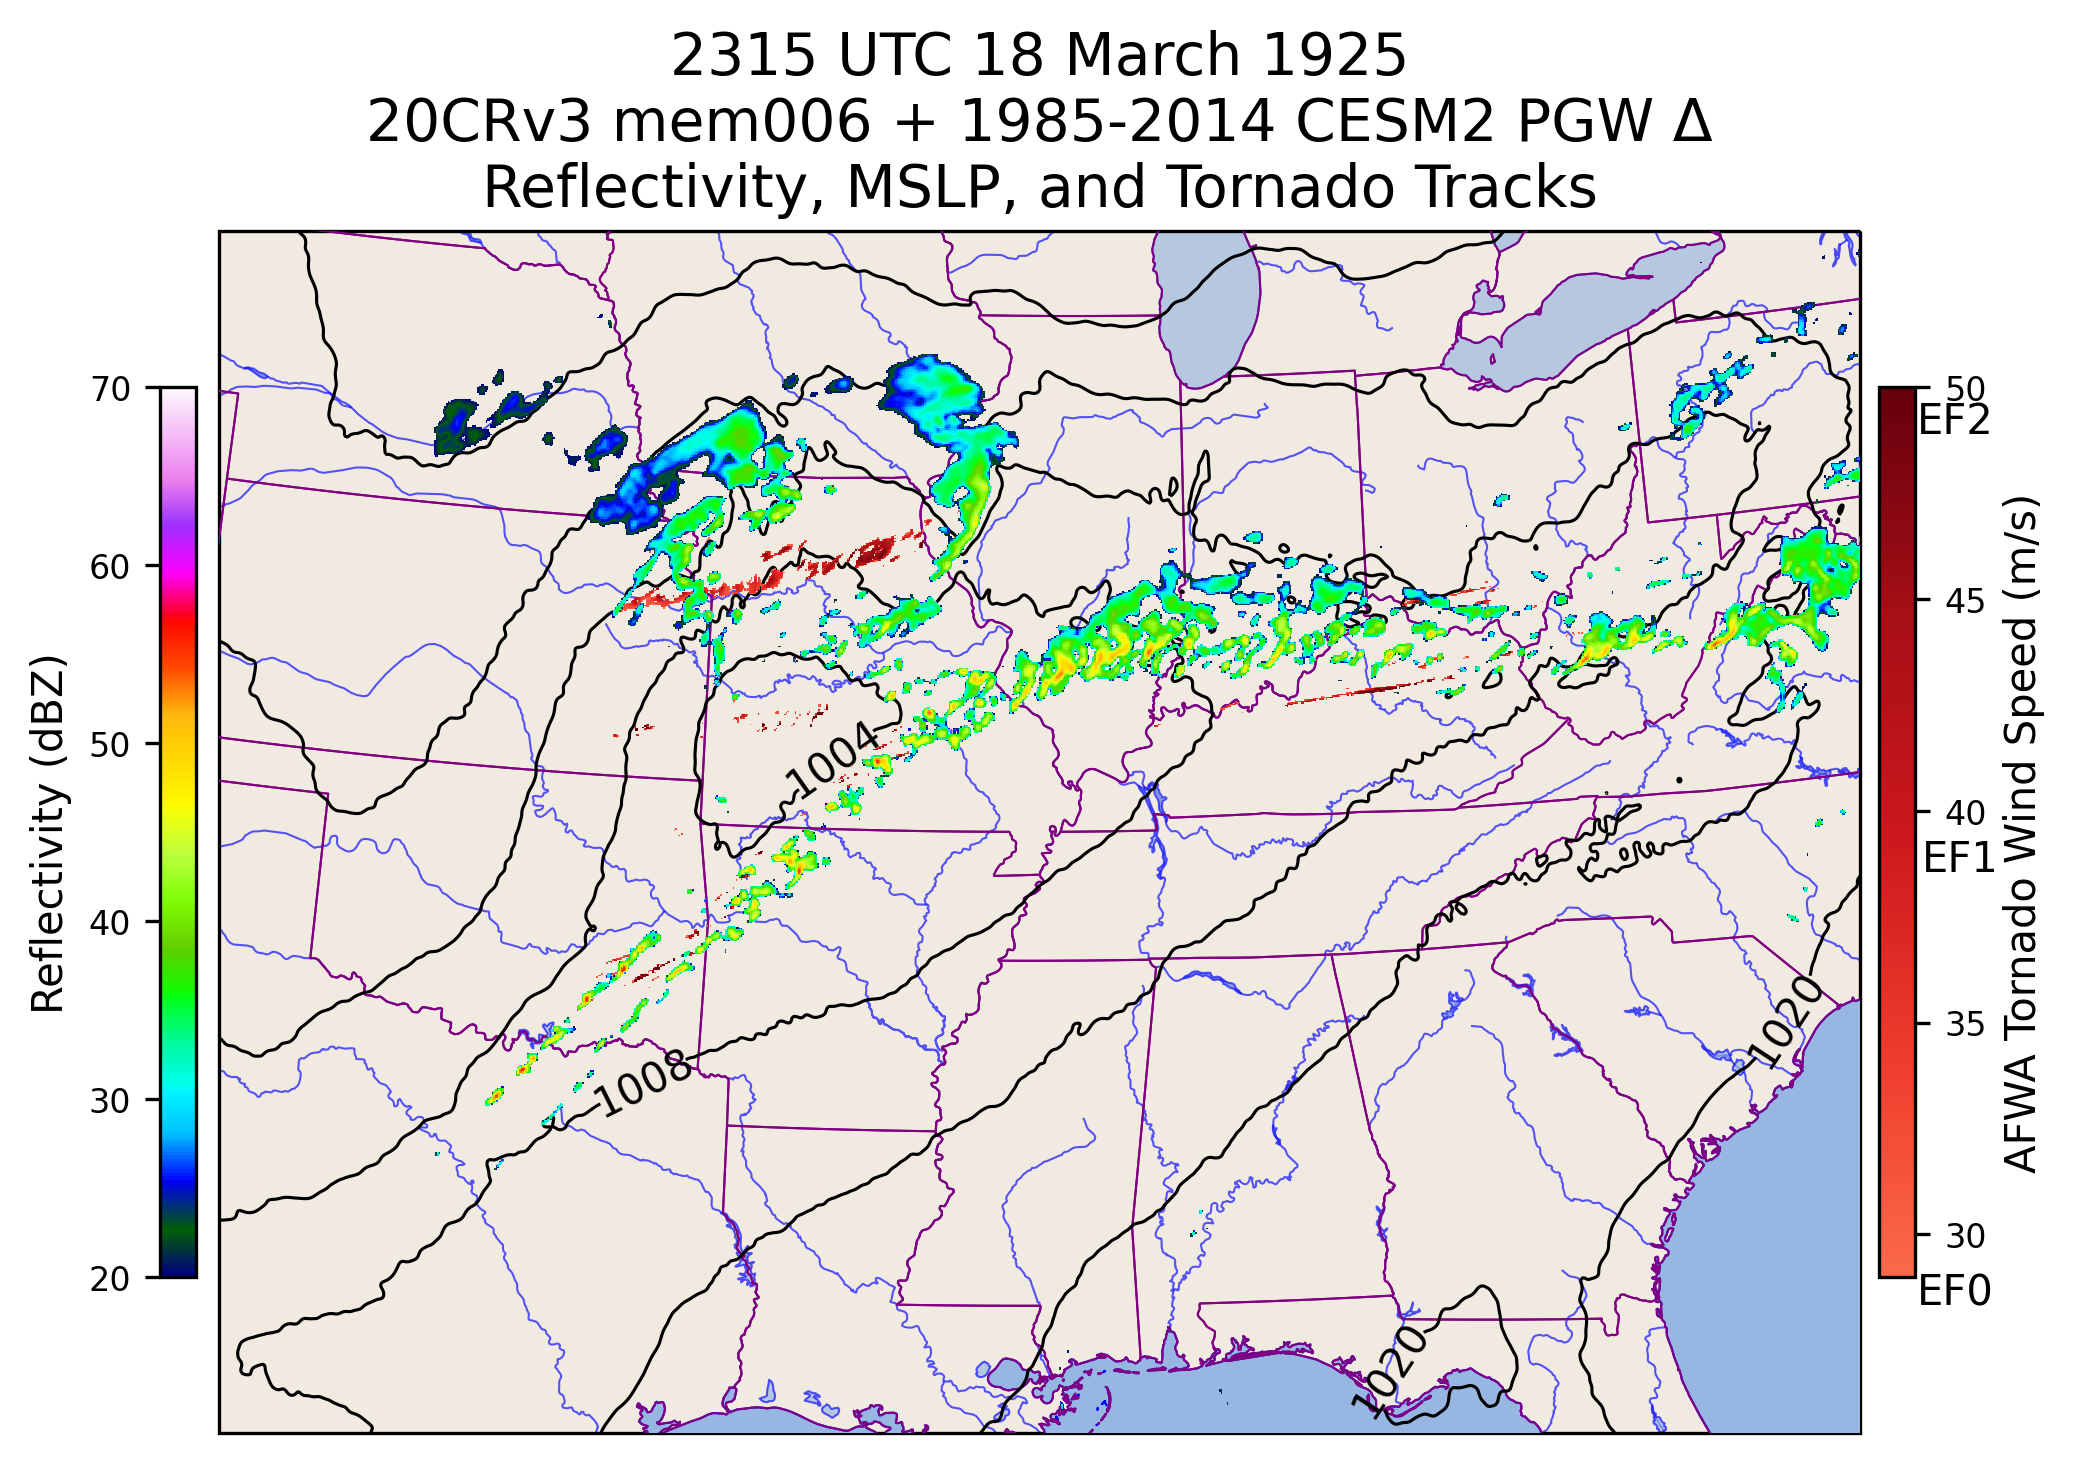 2315 UTC 18 March 1925
20CRv3 mem006 + 1985-2014 CESM2 PGW Δ
Reflectivity, MSLP, and Tornado Tracks
Reflectivity (dBZ)
70
60
50
40
30
20
1004
1008
1020
1020
50
EF2
45
40
EF1
35
30
EF0
AFWA Tornado Wind Speed (m/s)